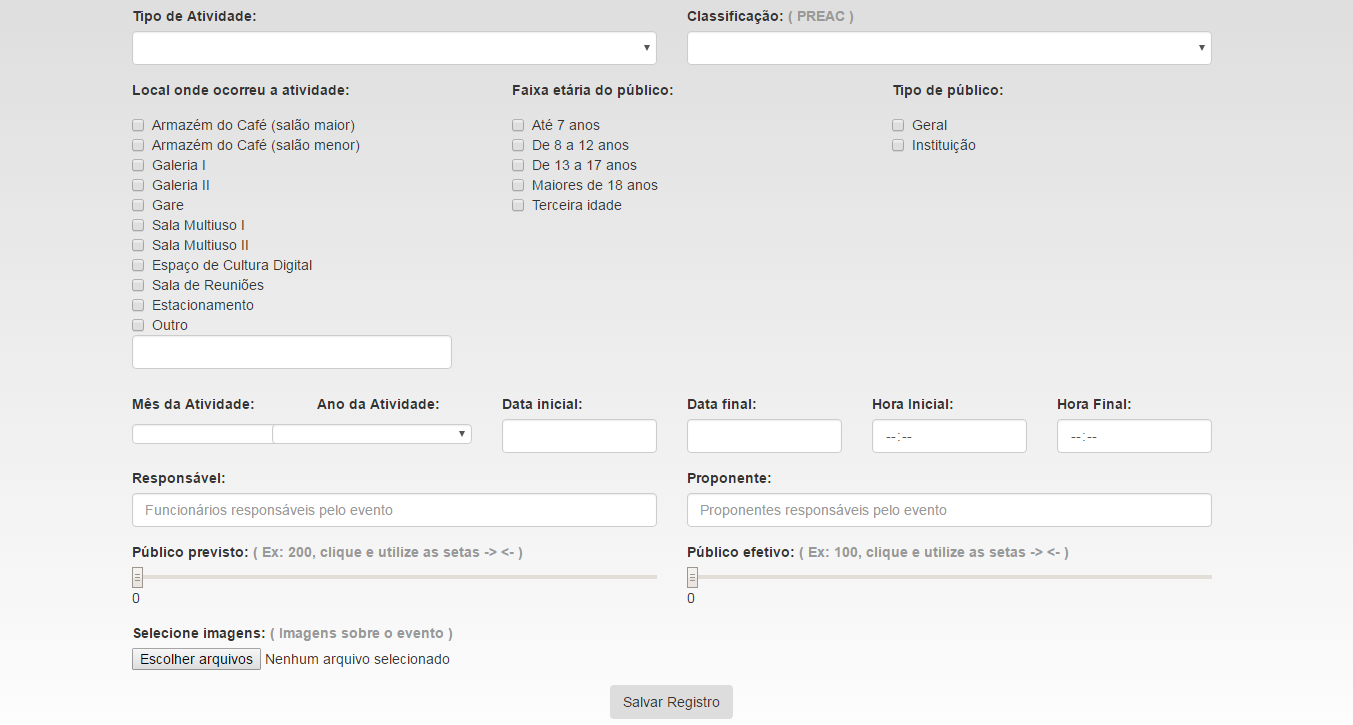 Tipo de Atividade:
Classificação: ( PREAC )
Local onde ocorreu a atividade:
Armazém do Café (salão maior)
Armazém do Café (salão menor)
Galeria I
Galeria II
Gare
Sala Multiuso I
Sala Multiuso II
Espaço de Cultura Digital
Sala de Reuniões
Estacionamento
Outro
Faixa etária do público:
Até 7 anos
De 8 a 12 anos
De 13 a 17 anos
Maiores de 18 anos
Terceira idade
Tipo de público:
Geral
Instituição
Mês da Atividade:
Ano da Atividade:
Data inicial:
Data final:
Hora Inicial:
--:--
Hora Final:
--:--
Responsável:
Funcionários responsáveis pelo evento
Proponente:
Proponentes responsáveis pelo evento
Público previsto: ( Ex: 200, clique e utilize as setas -> <- )
0
Público efetivo: ( Ex: 100, clique e utilize as setas -> <- )
0
Selecione imagens: ( Imagens sobre o evento )
Escolher arquivos Nenhum arquivo selecionado
Salvar Registro